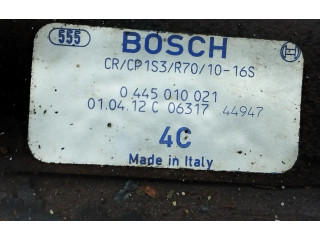 555
BOSCH
CR/CP1S3/R70/10-16S
0 445 010 021
01.04.12 C 06317 44947
4C
Made in Italy